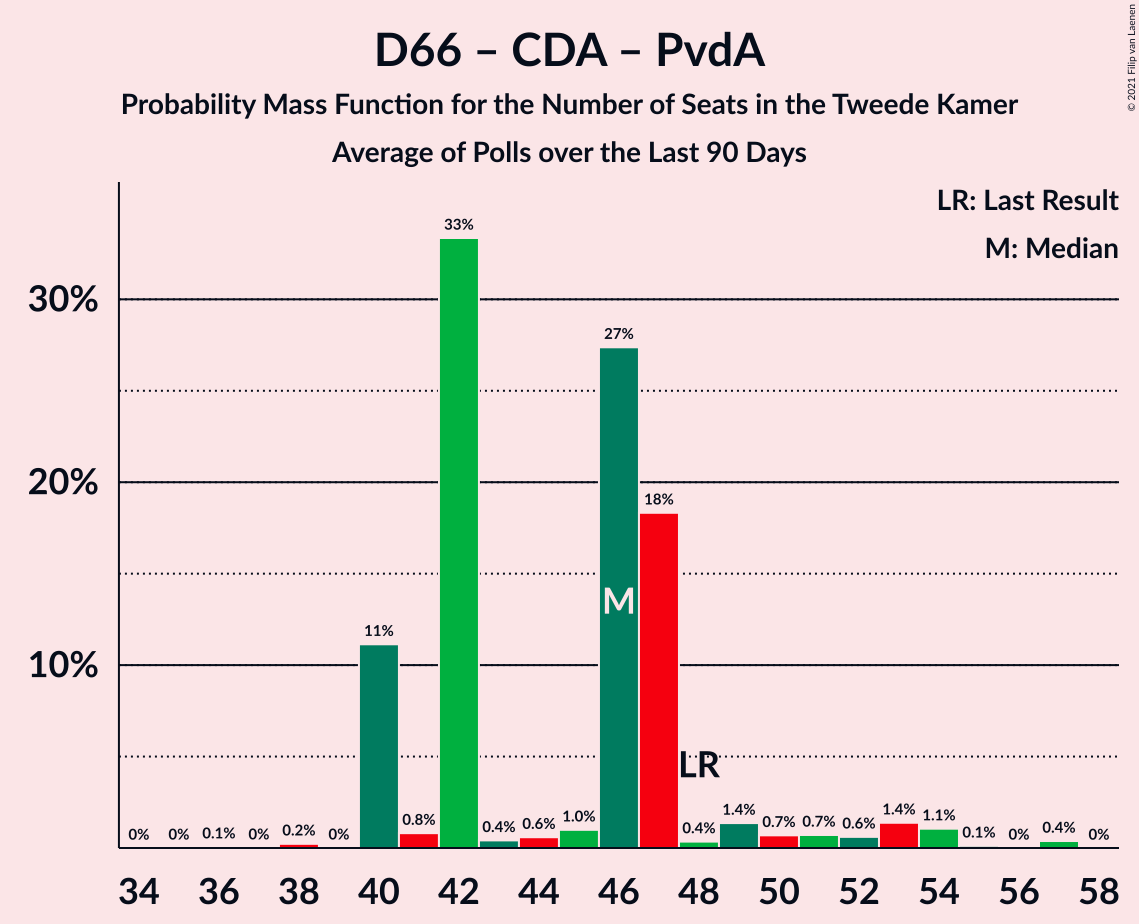 D66 – CDA – PvdA
Probability Mass Function for the Number of Seats in the Tweede Kamer
Average of Polls over the Last 90 Days
© 2021 Filip van Laenen
LR: Last Result
M: Median
30%
20%
10%
0% 0% 0.1% 0% 0.2% 0% 11% 0.8% 33% 0.4% 0.6% 1.0% 27% 18% 0.4% 1.4% 0.7% 0.7% 0.6% 1.4% 1.1% 0.1% 0% 0.4% 0%
M
LR
34 36 38 40 42 44 46 48 50 52 54 56 58